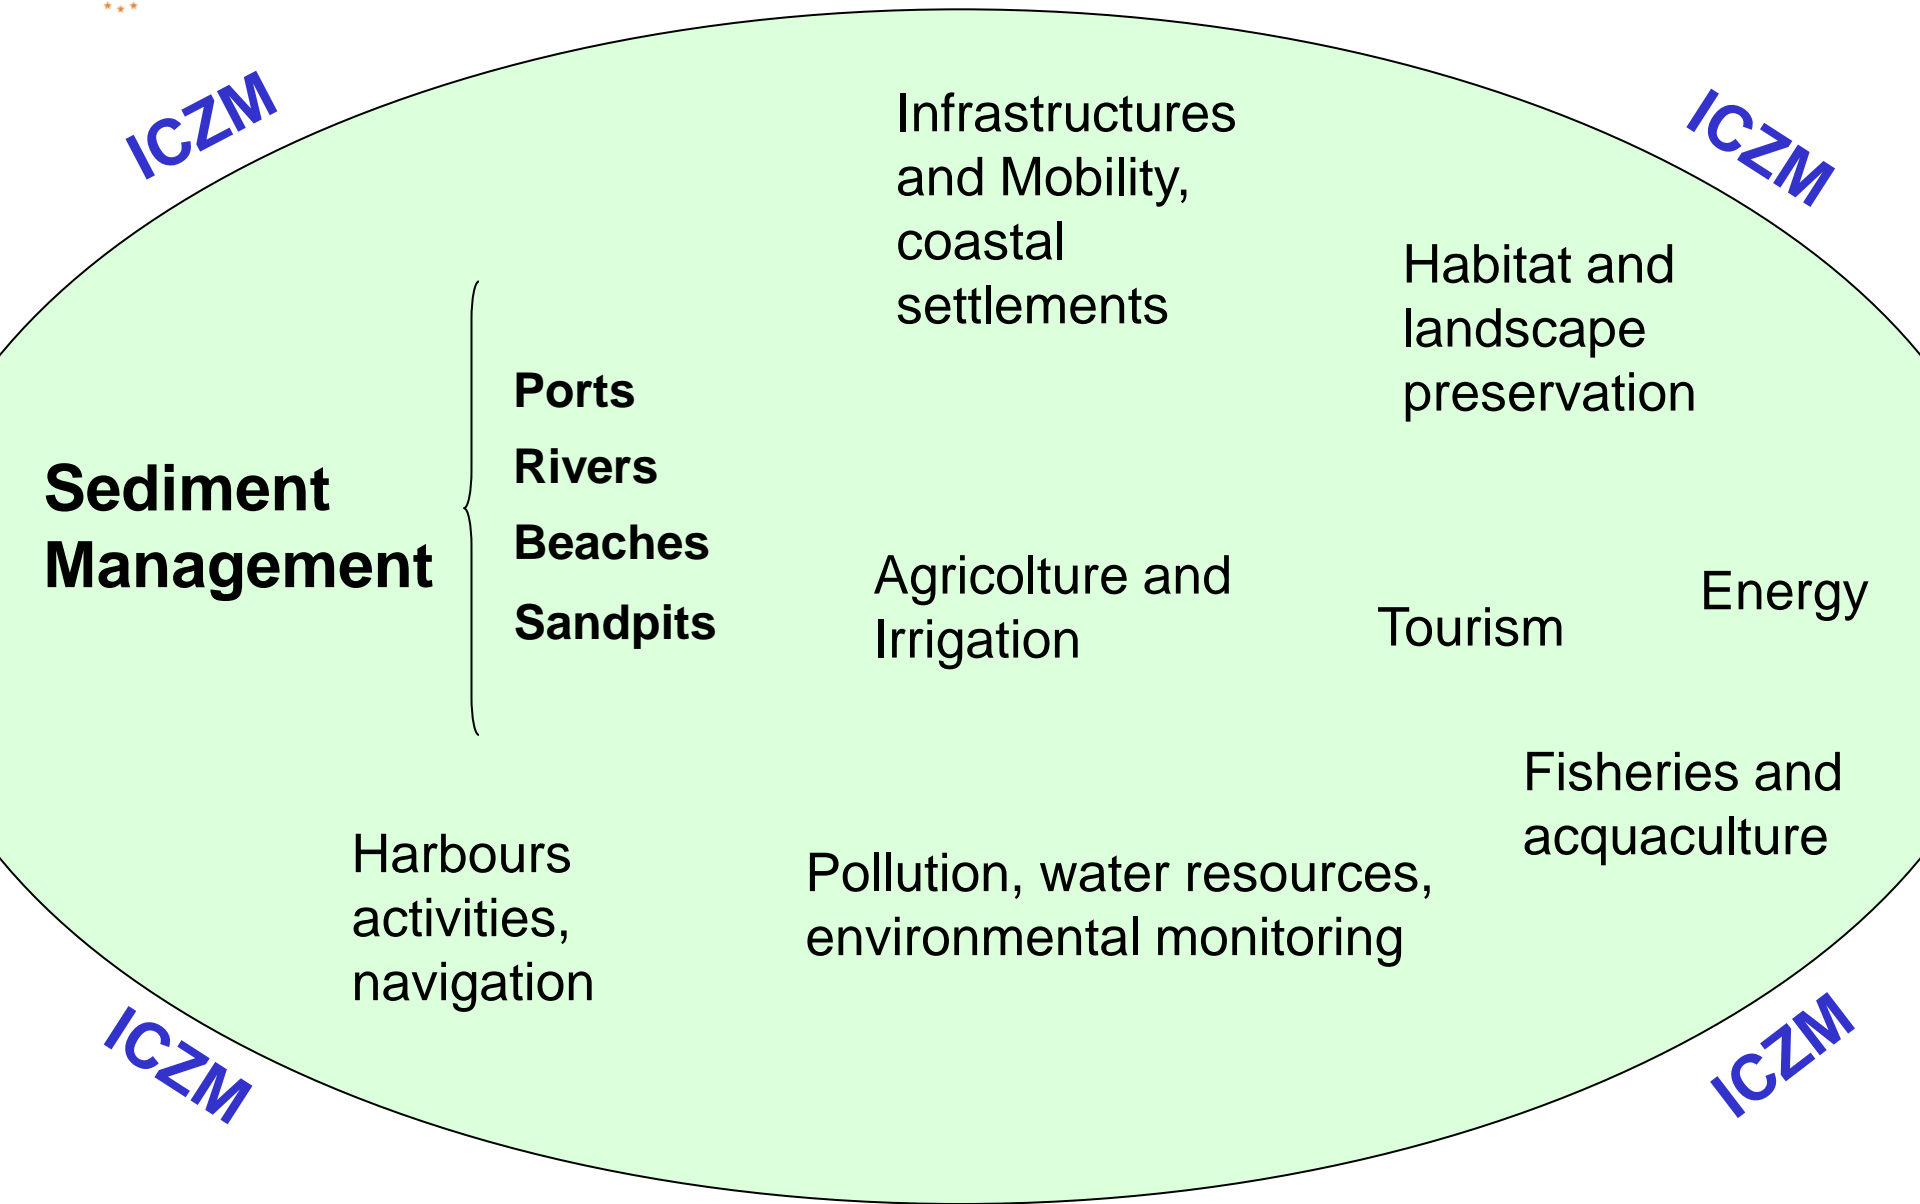 ICZM
ICZM
Infrastructures
and Mobility,
coastal
settlements
Habitat and
landscape
preservation
Sediment
Management
Ports
Rivers
Beaches
Sandpits
Agricolture and
Irrigation
Tourism
Energy
Fisheries and
acquaculture
Harbours
activities,
navigation
Pollution, water resources,
environmental monitoring
ICZM
ICZM